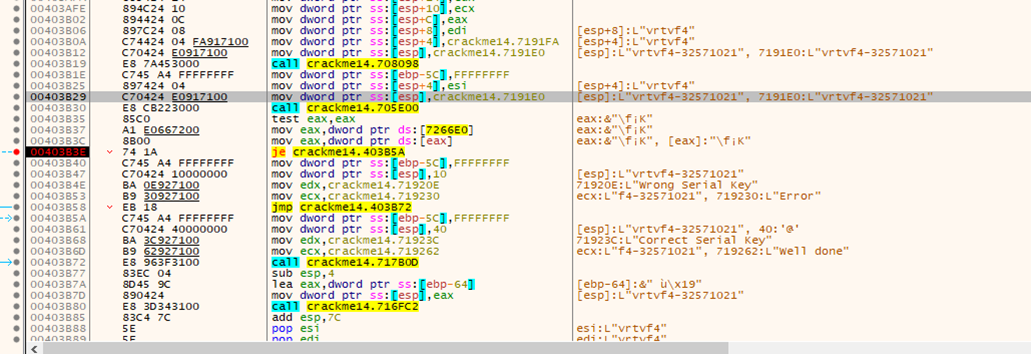 00403AFE 894C24 10 mov dword ptr ss:[esp+10],ecx
00403B02 894424 0C mov dword ptr ss:[esp+C],eax
00403B06 897C24 08 mov dword ptr ss:[esp+8],edi [esp+8]:L"vrtvf4"
00403B0A C74424 04 FA917100 mov dword ptr ss:[esp+4],crackme14.7191FA
00403B12 C70424 E0917100 mov dword ptr ss:[esp],crackme14.7191E0 [esp]:L"vrtvf4-32571021", 7191E0:L"vrtvf4-32571021"
00403B19 E8 7A453000 call crackme14.708098
00403B1E C745 A4 FFFFFFFF mov dword ptr ss:[ebp-5C],FFFFFFFF
00403B25 897424 04 mov dword ptr ss:[esp+4],esi [esp+4]:L"vrtvf4"
00403B29 C70424 E0917100 mov dword ptr ss:[esp],crackme14.7191E0 [esp]:L"vrtvf4-32571021", 7191E0:L"vrtvf4-32571021"
00403B30 E8 CB223000 call crackme14.705E00
00403B35 85C0 test eax,eax eax:&"\f¡K"
00403B37 A1 E0667200 mov eax,dword ptr ds:[7266E0] eax:&"\f¡K"
00403B3C 8B00 mov eax,dword ptr ds:[eax] eax:&"\f¡K", [eax]:"\f¡K"
00403B3E 74 1A je crackme14.403B5A
00403B40 C745 A4 FFFFFFFF mov dword ptr ss:[ebp-5C],FFFFFFFF
00403B47 C70424 10000000 mov dword ptr ss:[esp],10 [esp]:L"vrtvf4-32571021"
00403B4E BA 0E927100 mov edx,crackme14.71920E 71920E:L"Wrong Serial Key"
00403B53 B9 30927100 mov ecx,crackme14.719230 ecx:L"f4-32571021", 719230:L"Error"
00403B58 EB 18 jmp crackme14.403B72
00403B5A C745 A4 FFFFFFFF mov dword ptr ss:[ebp-5C],FFFFFFFF
00403B61 C70424 40000000 mov dword ptr ss:[esp],40 [esp]:L"vrtvf4-32571021", 40:'@'
00403B68 BA 3C927100 mov edx,crackme14.71923C 71923C:L"Correct Serial Key"
00403B6D B9 62927100 mov ecx,crackme14.719262 ecx:L"f4-32571021", 719262:L"Well done"
00403B72 E8 963F3100 call crackme14.717B0D
00403B77 83EC 04 sub esp,4
00403B7A 8D45 9C lea eax,dword ptr ss:[ebp-64] [ebp-64]:&" ù\x19"
00403B7D 890424 mov dword ptr ss:[esp],eax [esp]:L"vrtvf4-32571021"
00403B80 E8 3D343100 call crackme14.716FC2
00403B85 83C4 7C add esp,7C
00403B88 5E pop esi esi:L"vrtvf4"
00403B89 5F pop edi edi:L"vrtvf4"